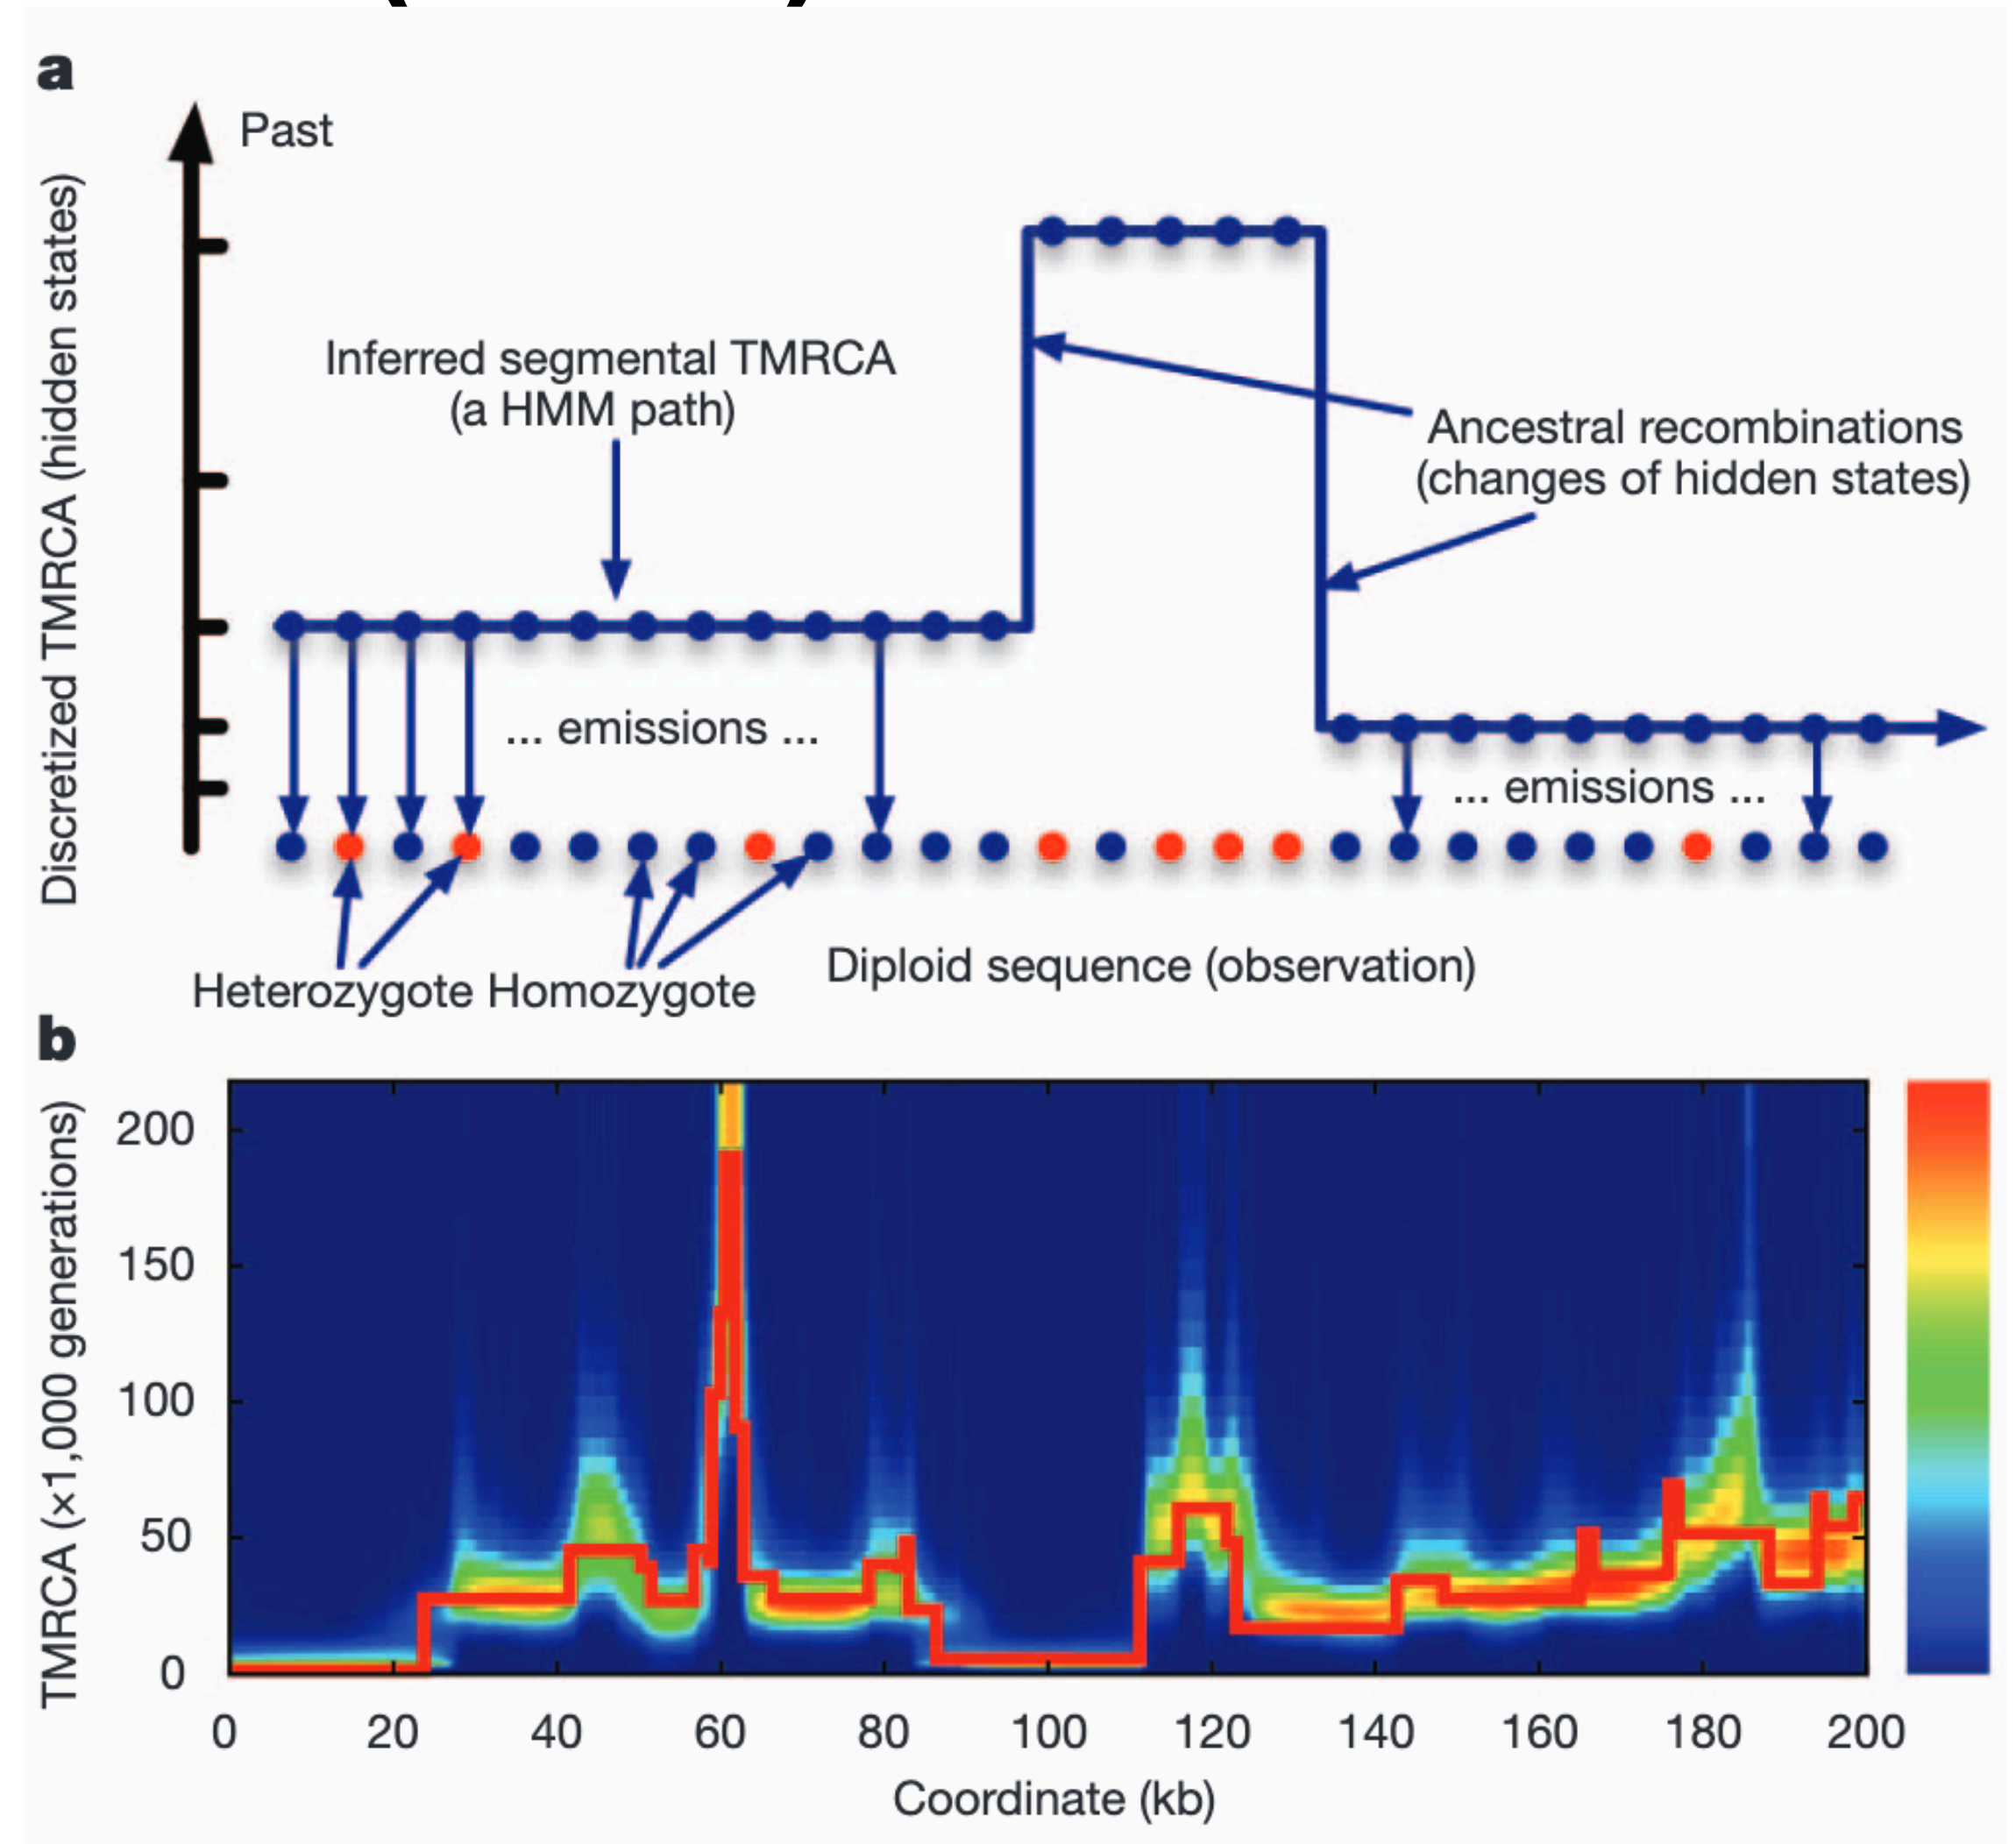 a
Past
Discretized TMRCA (hidden states)
Inferred segmental TMRCA
(a HMM path)
Ancestral recombinations
(changes of hidden states)
... emissions ...
... emissions ...
Heterozygote
Homozygote
Diploid sequence (observation)
b
TMRCA (×1,000 generations)
200
150
100
50
0
0 20 40 60 80 100 120 140 160 180 200
Coordinate (kb)